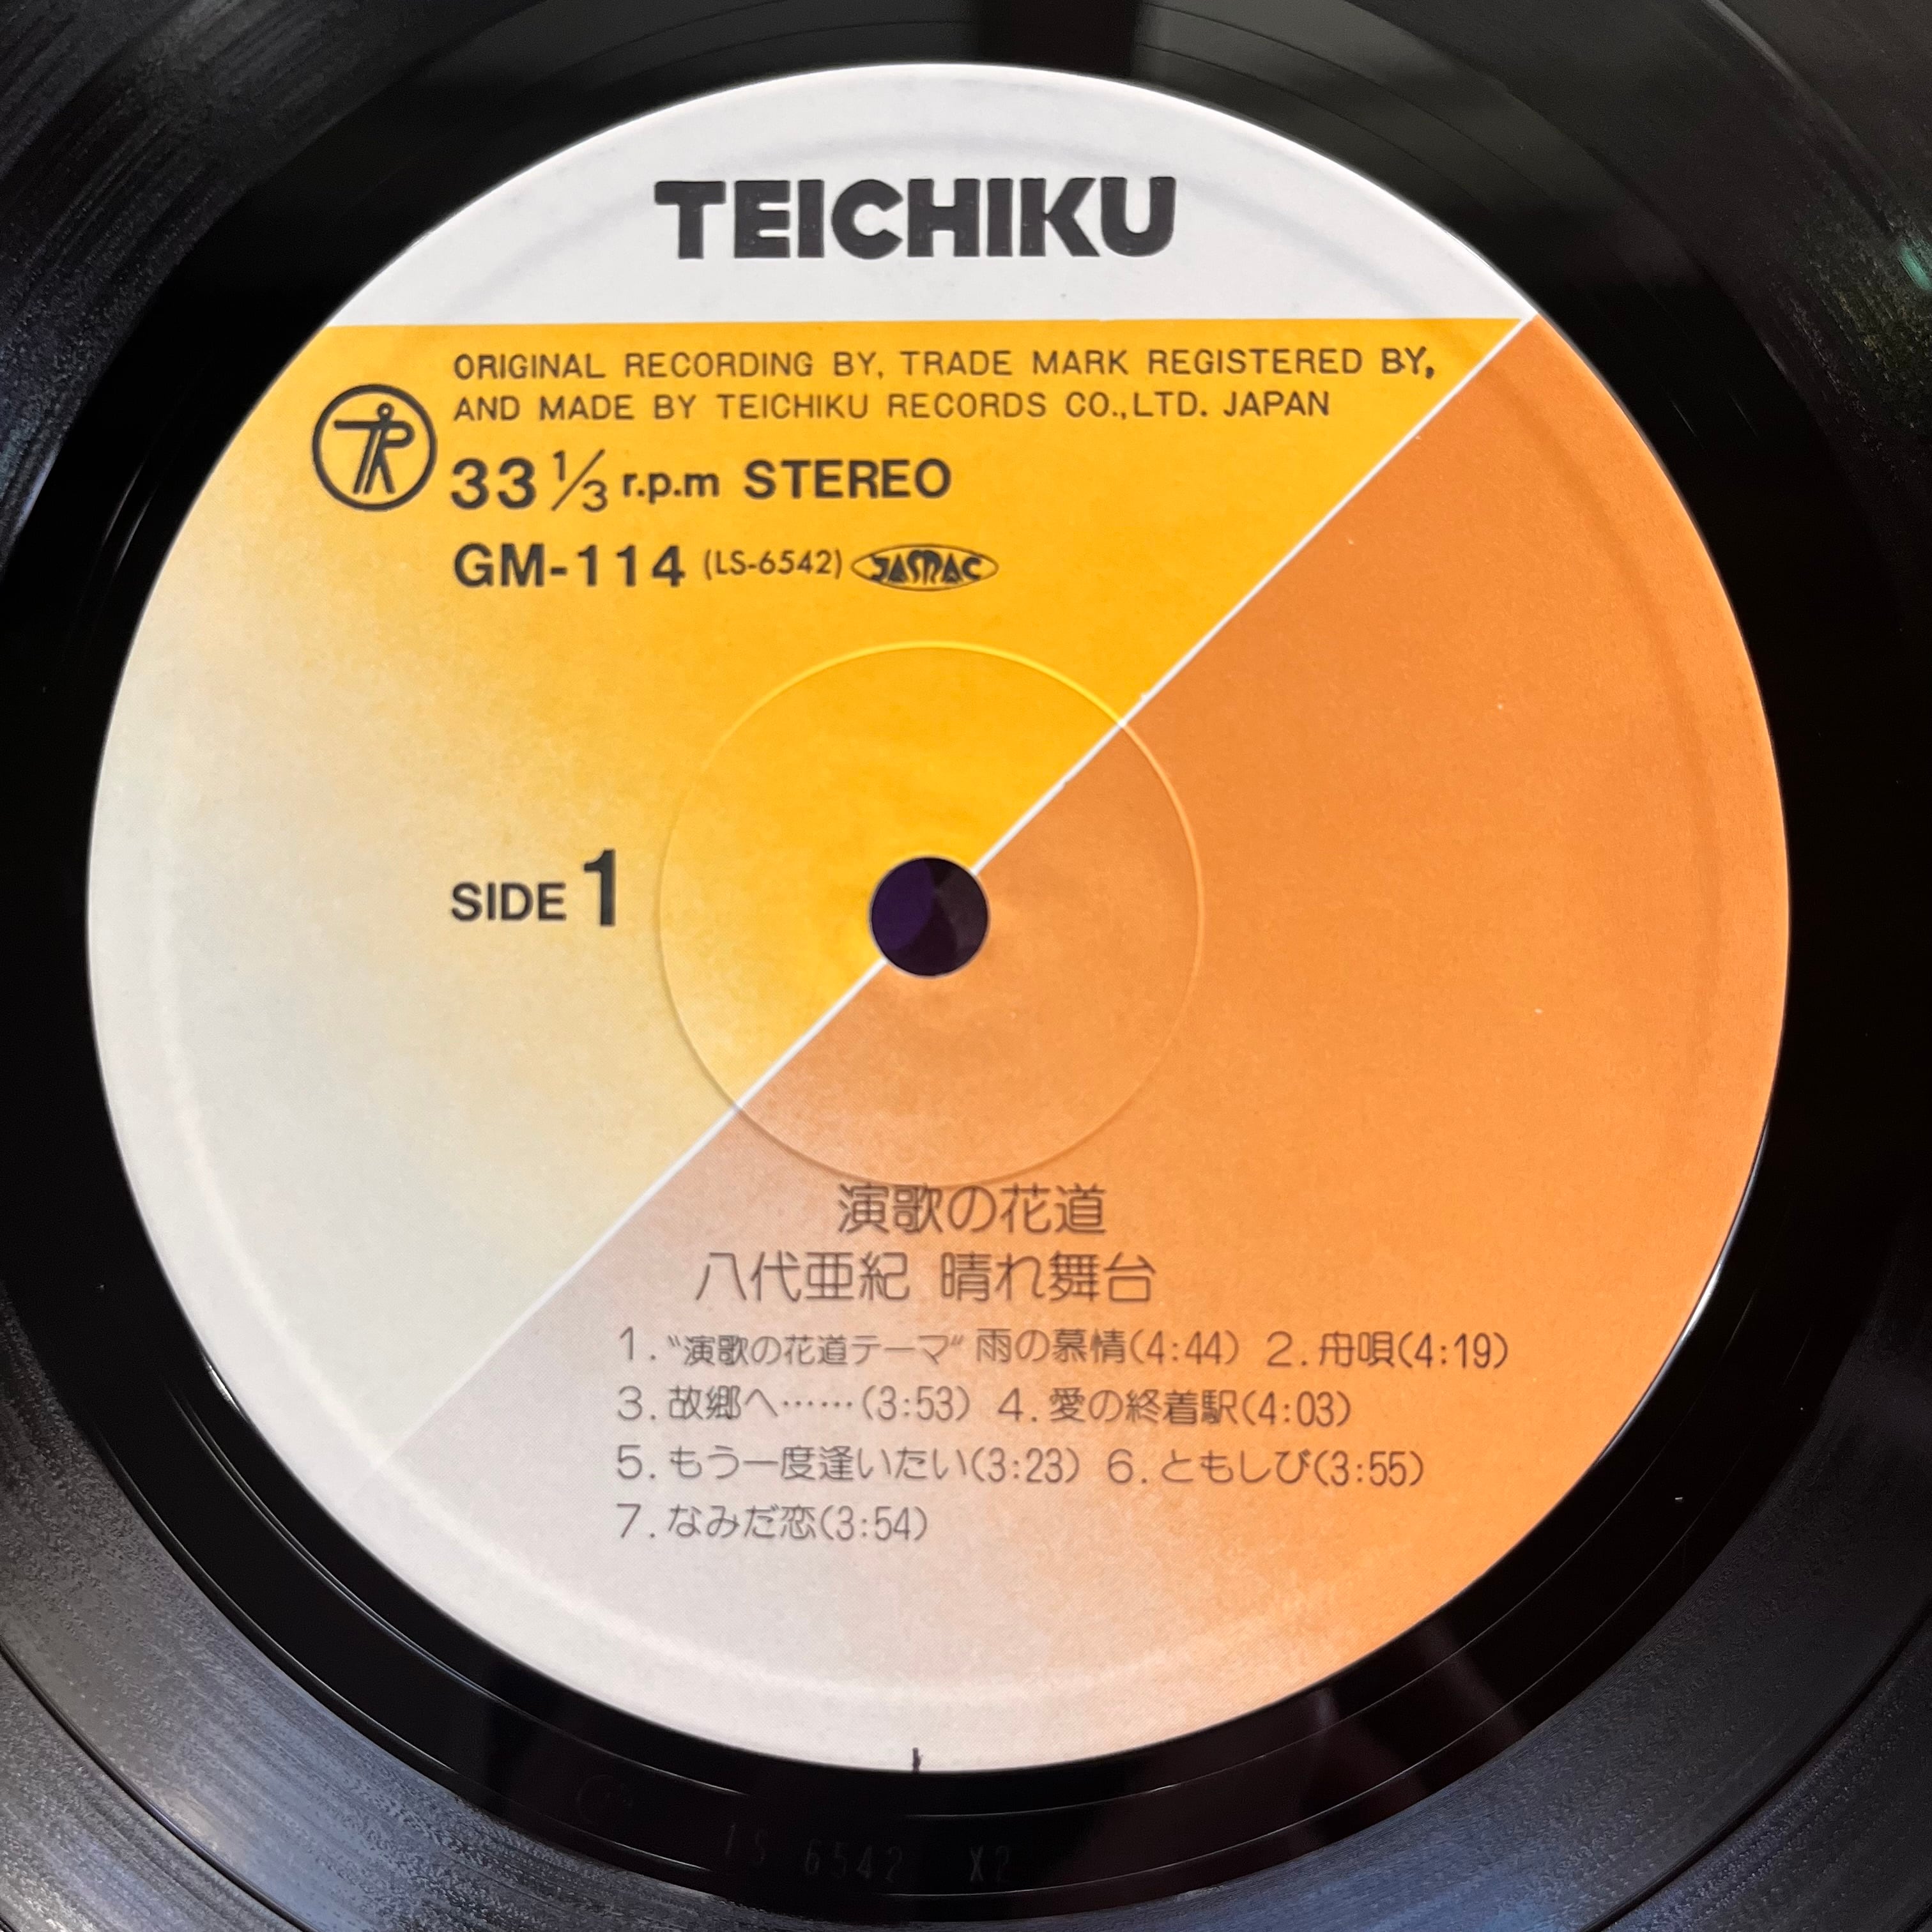 TEICHIKU
ORIGINAL RECORDING BY, TRADE MARK REGISTERED BY,
AND MADE BY TEICHIKU RECORDS CO.,LTD. JAPAN
33 1/3 r.p.m STEREO
GM-114 (LS-6542) JASRAC
SIDE 1
演歌の花道
八代亜紀 晴れ舞台
1.〝演歌の花道テーマ〟雨の慕情(4:44) 2.舟唄(4:19)
3.故郷へ……(3:53) 4.愛の終着駅(4:03)
5.もう一度逢いたい(3:23) 6.ともしび(3:55)
7.なみだ恋(3:54)
LS 6542 X2